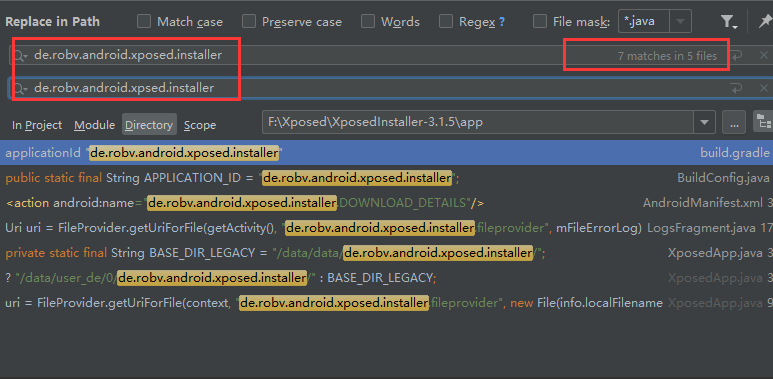 Replace in Path Match case Preserve case Words Regex ? File mask: *.java
de.robv.android.xposed.installer 7 matches in 5 files
de.robv.android.xpsed.installer
In Project Module Directory Scope F:\Xposed\XposedInstaller-3.1.5\app ...
applicationId "de.robv.android.xposed.installer" build.gradle
public static final String APPLICATION_ID = "de.robv.android.xposed.installer"; BuildConfig.java
<action android:name="de.robv.android.xposed.installer.DOWNLOAD_DETAILS"/> AndroidManifest.xml 3
Uri uri = FileProvider.getUriForFile(getActivity(), "de.robv.android.xposed.installer.fileprovider", mFileErrorLog) LogsFragment.java 17
private static final String BASE_DIR_LEGACY = "/data/data/de.robv.android.xposed.installer/"; XposedApp.java 3
? "/data/user_de/0/de.robv.android.xposed.installer/" : BASE_DIR_LEGACY; XposedApp.java 3
uri = FileProvider.getUriForFile(context, "de.robv.android.xposed.installer.fileprovider", new File(info.localFilename XposedApp.java 9